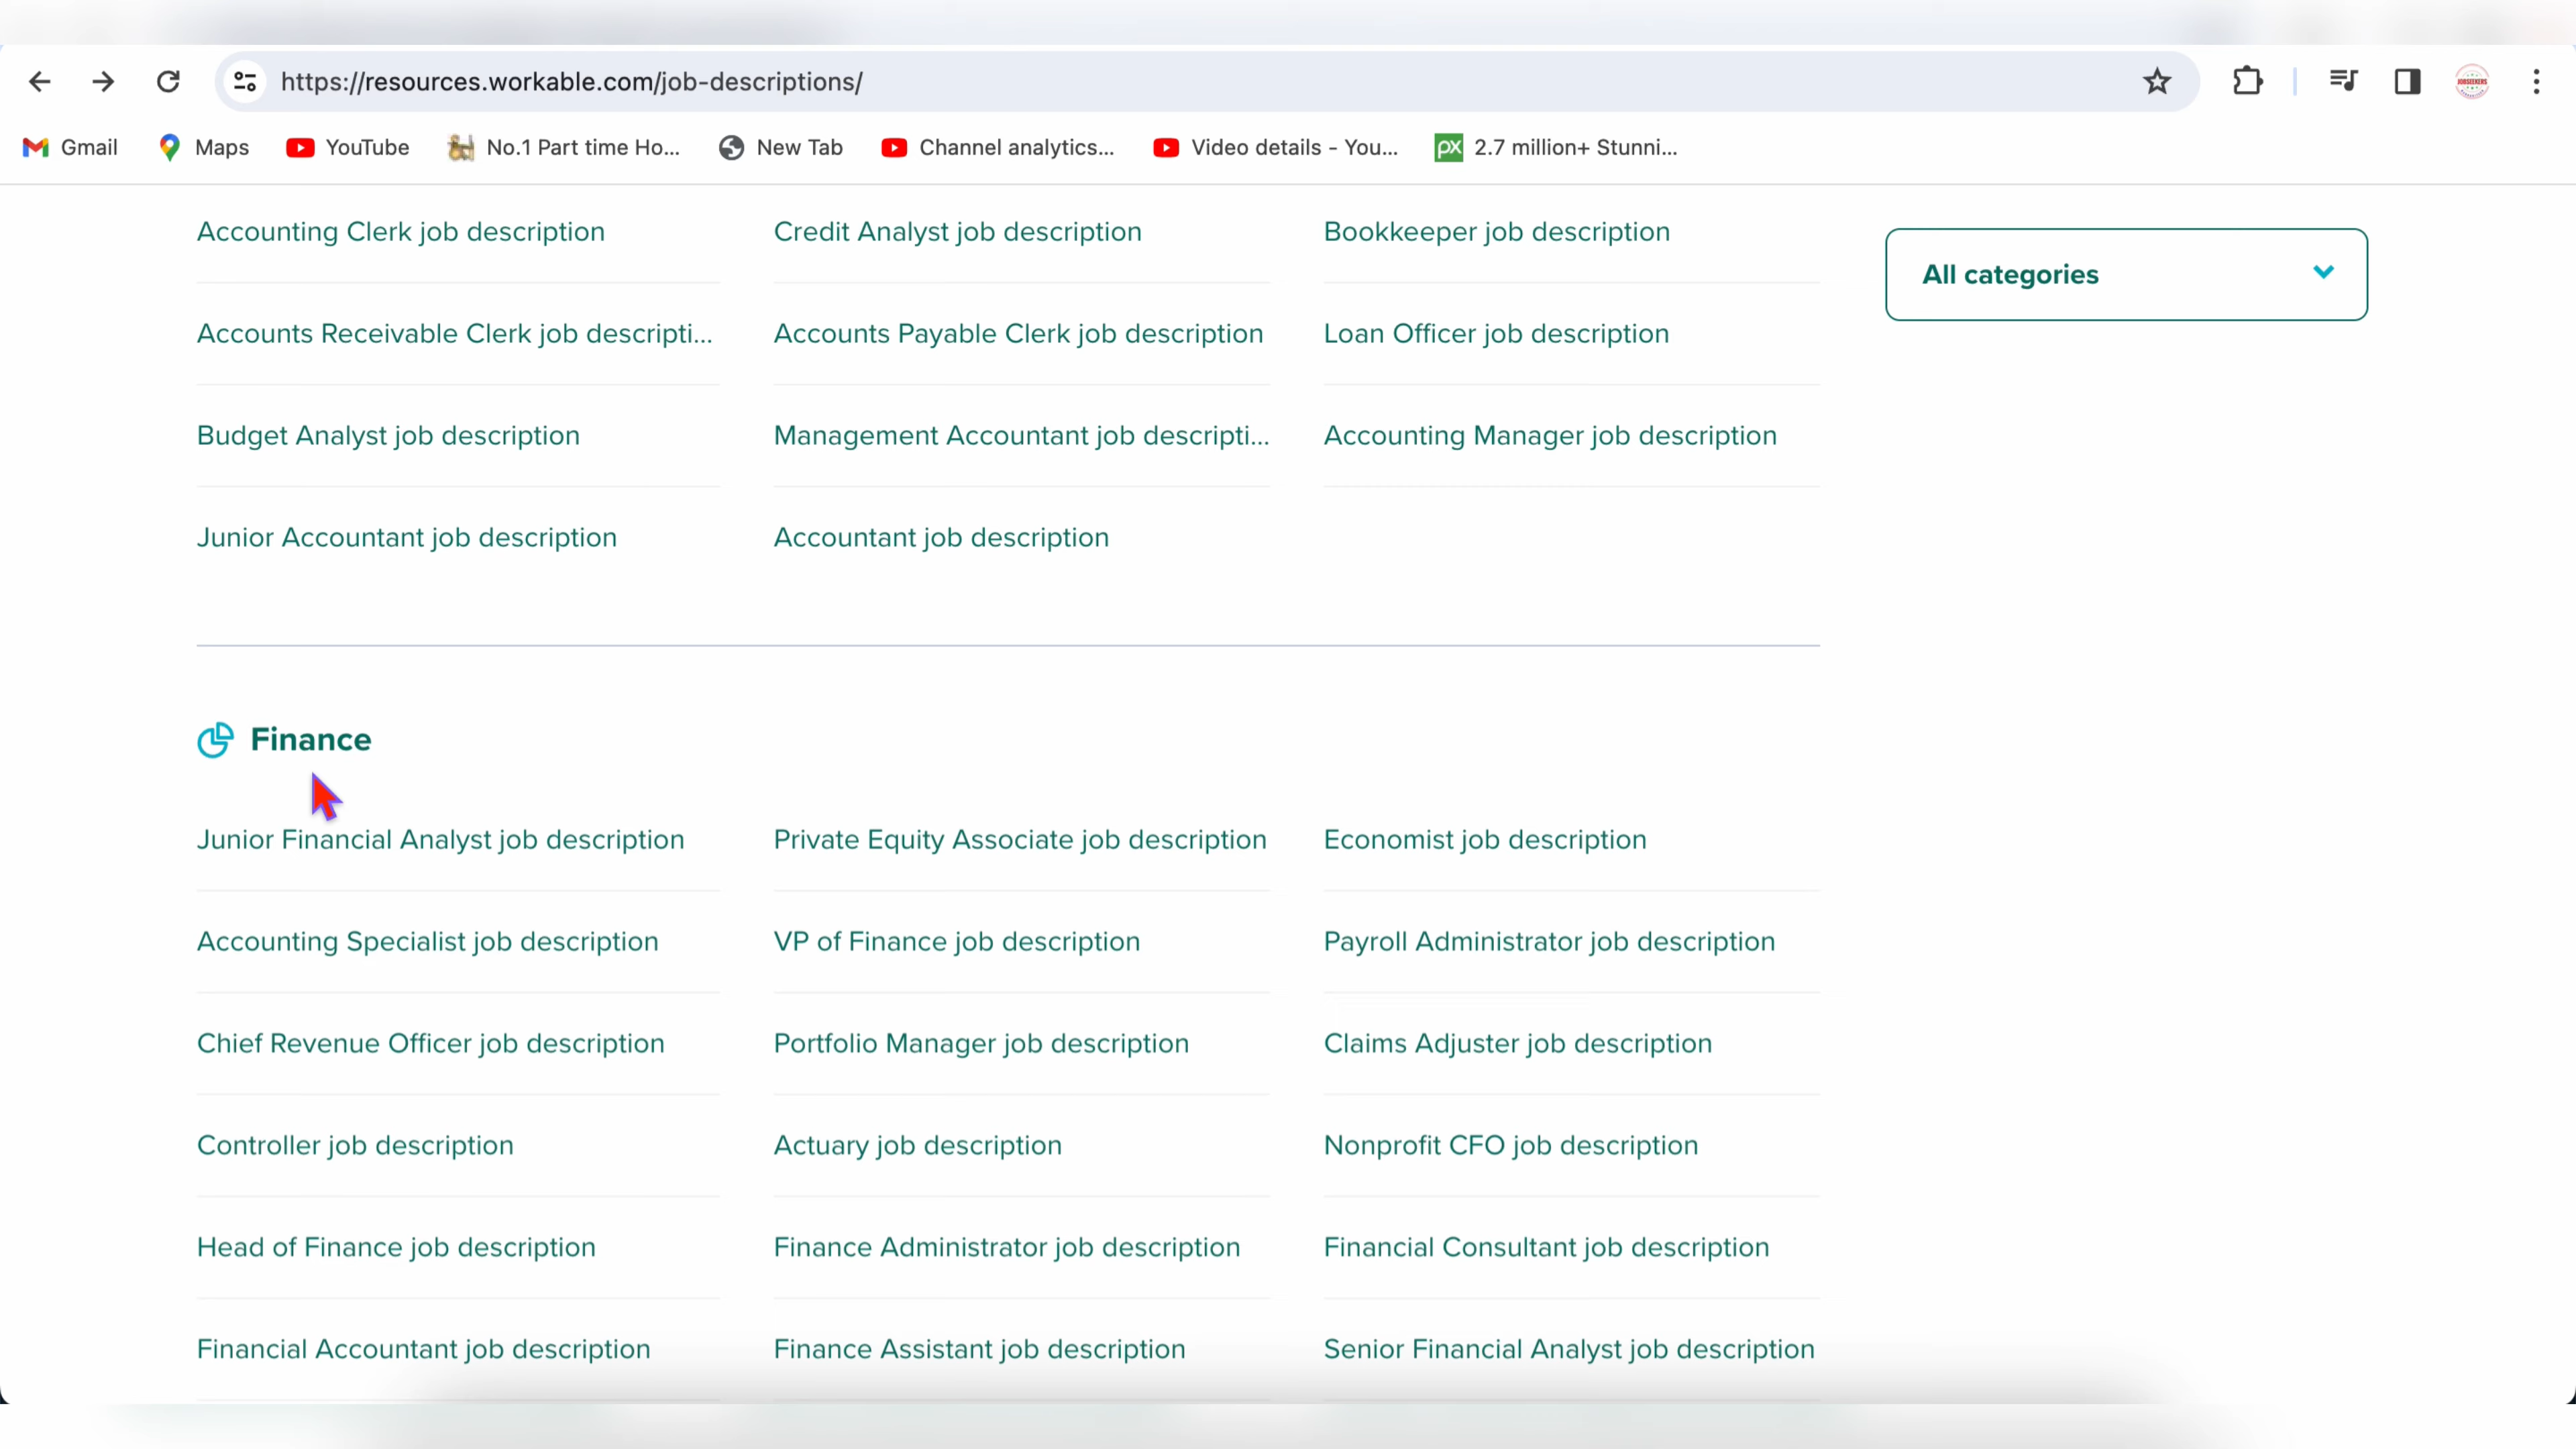 https://resources.workable.com/job-descriptions/
JOBSEEKERS
Gmail Maps YouTube No.1 Part time Ho... New Tab Channel analytics... Video details - You... px 2.7 million+ Stunni...
Accounting Clerk job description Credit Analyst job description Bookkeeper job description
All categories
Accounts Receivable Clerk job descripti... Accounts Payable Clerk job description Loan Officer job description
Budget Analyst job description Management Accountant job descripti... Accounting Manager job description
Junior Accountant job description Accountant job description
Finance
Junior Financial Analyst job description Private Equity Associate job description Economist job description
Accounting Specialist job description VP of Finance job description Payroll Administrator job description
Chief Revenue Officer job description Portfolio Manager job description Claims Adjuster job description
Controller job description Actuary job description Nonprofit CFO job description
Head of Finance job description Finance Administrator job description Financial Consultant job description
Financial Accountant job description Finance Assistant job description Senior Financial Analyst job description